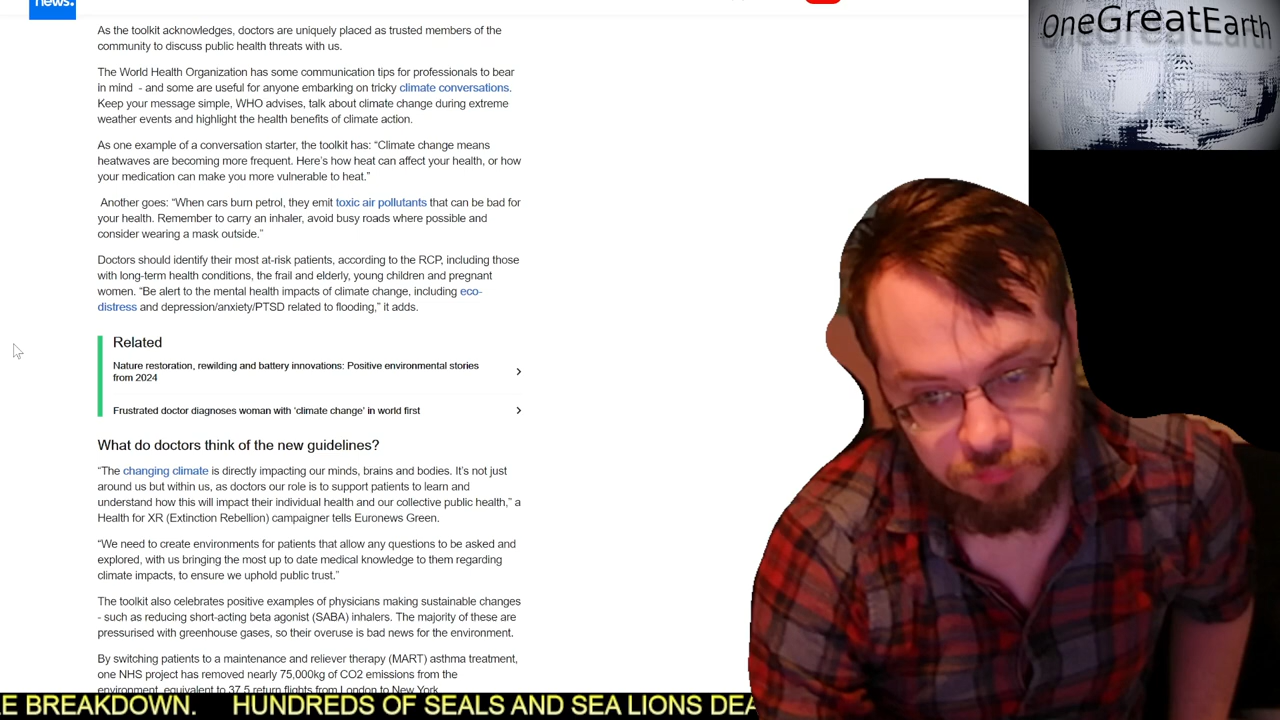 news.
OneGreatEarth
As the toolkit acknowledges, doctors are uniquely placed as trusted members of the
community to discuss public health threats with us.
The World Health Organization has some communication tips for professionals to bear
in mind - and some are useful for anyone embarking on tricky climate conversations.
Keep your message simple, WHO advises, talk about climate change during extreme
weather events and highlight the health benefits of climate action.
As one example of a conversation starter, the toolkit has: “Climate change means
heatwaves are becoming more frequent. Here’s how heat can affect your health, or how
your medication can make you more vulnerable to heat.”
Another goes: “When cars burn petrol, they emit toxic air pollutants that can be bad for
your health. Remember to carry an inhaler, avoid busy roads where possible and
consider wearing a mask outside.”
Doctors should identify their most at-risk patients, according to the RCP, including those
with long-term health conditions, the frail and elderly, young children and pregnant
women. “Be alert to the mental health impacts of climate change, including eco-
distress and depression/anxiety/PTSD related to flooding,” it adds.
Related
Nature restoration, rewilding and battery innovations: Positive environmental stories
from 2024
Frustrated doctor diagnoses woman with ‘climate change’ in world first
What do doctors think of the new guidelines?
“The changing climate is directly impacting our minds, brains and bodies. It’s not just
around us but within us, as doctors our role is to support patients to learn and
understand how this will impact their individual health and our collective public health,” a
Health for XR (Extinction Rebellion) campaigner tells Euronews Green.
“We need to create environments for patients that allow any questions to be asked and
explored, with us bringing the most up to date medical knowledge to them regarding
climate impacts, to ensure we uphold public trust.”
The toolkit also celebrates positive examples of physicians making sustainable changes
- such as reducing short-acting beta agonist (SABA) inhalers. The majority of these are
pressurised with greenhouse gases, so their overuse is bad news for the environment.
By switching patients to a maintenance and reliever therapy (MART) asthma treatment,
one NHS project has removed nearly 75,000kg of CO2 emissions from the
environment, equivalent to 37.5 return flights from London to New York.
E BREAKDOWN. HUNDREDS OF SEALS AND SEA LIONS DEA